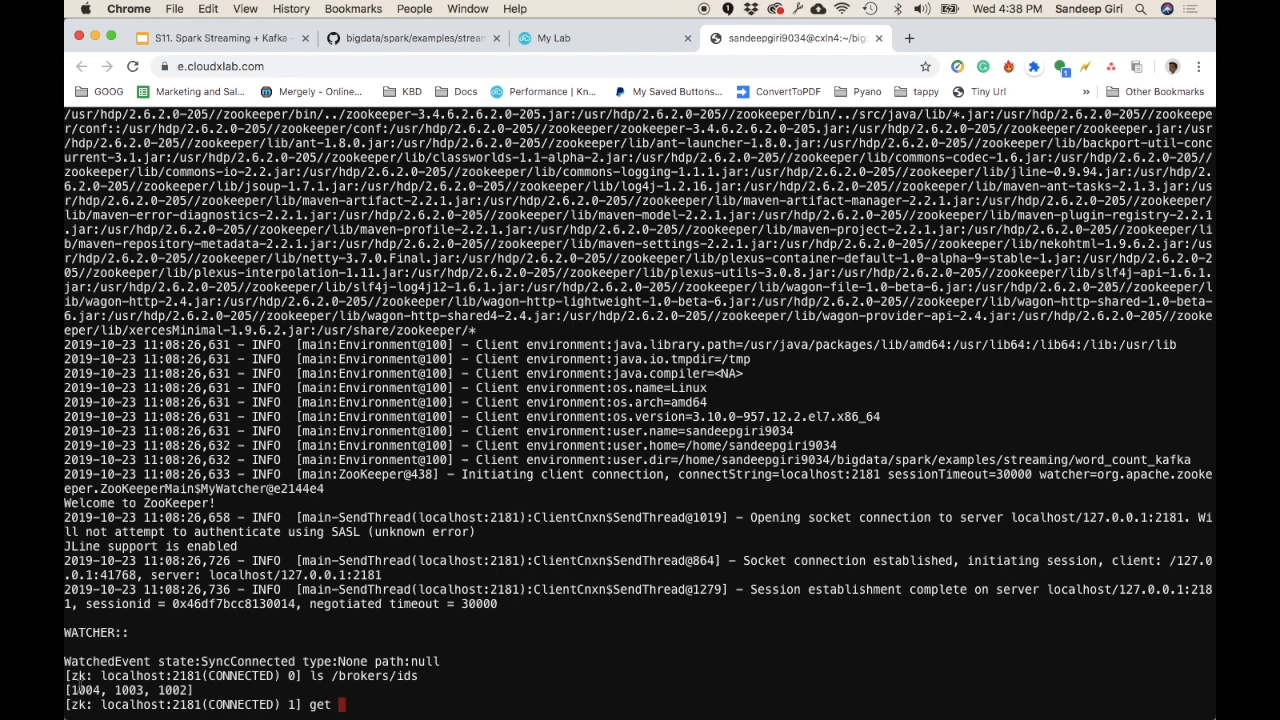 Chrome File Edit View History Bookmarks People Window Help Wed 4:38 PM Sandeep Giri
S11. Spark Streaming + Kafka - bigdata/spark/examples/stream My Lab sandeepgiri9034@cxln4:~/big
e.cloudxlab.com
GOOG Marketing and Sal... Mergely - Online... KBD Docs Performance | Kn... My Saved Buttons... ConvertToPDF Pyano tappy Tiny Url » Other Bookmarks
/usr/hdp/2.6.2.0-205//zookeeper/bin/../zookeeper-3.4.6.2.6.2.0-205.jar:/usr/hdp/2.6.2.0-205//zookeeper/bin/../src/java/lib/*.jar:/usr/hdp/2.6.2.0-205//zookeepe
r/conf::/usr/hdp/2.6.2.0-205//zookeeper/conf:/usr/hdp/2.6.2.0-205//zookeeper/zookeeper-3.4.6.2.6.2.0-205.jar:/usr/hdp/2.6.2.0-205//zookeeper/zookeeper.jar:/usr
/hdp/2.6.2.0-205//zookeeper/lib/ant-1.8.0.jar:/usr/hdp/2.6.2.0-205//zookeeper/lib/ant-launcher-1.8.0.jar:/usr/hdp/2.6.2.0-205//zookeeper/lib/backport-util-conc
urrent-3.1.jar:/usr/hdp/2.6.2.0-205//zookeeper/lib/classworlds-1.1-alpha-2.jar:/usr/hdp/2.6.2.0-205//zookeeper/lib/commons-codec-1.6.jar:/usr/hdp/2.6.2.0-205//
zookeeper/lib/commons-io-2.2.jar:/usr/hdp/2.6.2.0-205//zookeeper/lib/commons-logging-1.1.1.jar:/usr/hdp/2.6.2.0-205//zookeeper/lib/jline-0.9.94.jar:/usr/hdp/2.
6.2.0-205//zookeeper/lib/jsoup-1.7.1.jar:/usr/hdp/2.6.2.0-205//zookeeper/lib/log4j-1.2.16.jar:/usr/hdp/2.6.2.0-205//zookeeper/lib/maven-ant-tasks-2.1.3.jar:/us
r/hdp/2.6.2.0-205//zookeeper/lib/maven-artifact-2.2.1.jar:/usr/hdp/2.6.2.0-205//zookeeper/lib/maven-artifact-manager-2.2.1.jar:/usr/hdp/2.6.2.0-205//zookeeper/
lib/maven-error-diagnostics-2.2.1.jar:/usr/hdp/2.6.2.0-205//zookeeper/lib/maven-model-2.2.1.jar:/usr/hdp/2.6.2.0-205//zookeeper/lib/maven-plugin-registry-2.2.1
.jar:/usr/hdp/2.6.2.0-205//zookeeper/lib/maven-profile-2.2.1.jar:/usr/hdp/2.6.2.0-205//zookeeper/lib/maven-project-2.2.1.jar:/usr/hdp/2.6.2.0-205//zookeeper/li
b/maven-repository-metadata-2.2.1.jar:/usr/hdp/2.6.2.0-205//zookeeper/lib/maven-settings-2.2.1.jar:/usr/hdp/2.6.2.0-205//zookeeper/lib/nekohtml-1.9.6.2.jar:/us
r/hdp/2.6.2.0-205//zookeeper/lib/netty-3.7.0.Final.jar:/usr/hdp/2.6.2.0-205//zookeeper/lib/plexus-container-default-1.0-alpha-9-stable-1.jar:/usr/hdp/2.6.2.0-2
05//zookeeper/lib/plexus-interpolation-1.11.jar:/usr/hdp/2.6.2.0-205//zookeeper/lib/plexus-utils-3.0.8.jar:/usr/hdp/2.6.2.0-205//zookeeper/lib/slf4j-api-1.6.1.
jar:/usr/hdp/2.6.2.0-205//zookeeper/lib/slf4j-log4j12-1.6.1.jar:/usr/hdp/2.6.2.0-205//zookeeper/lib/wagon-file-1.0-beta-6.jar:/usr/hdp/2.6.2.0-205//zookeeper/l
ib/wagon-http-2.4.jar:/usr/hdp/2.6.2.0-205//zookeeper/lib/wagon-http-lightweight-1.0-beta-6.jar:/usr/hdp/2.6.2.0-205//zookeeper/lib/wagon-http-shared-1.0-beta-
6.jar:/usr/hdp/2.6.2.0-205//zookeeper/lib/wagon-http-shared4-2.4.jar:/usr/hdp/2.6.2.0-205//zookeeper/lib/wagon-provider-api-2.4.jar:/usr/hdp/2.6.2.0-205//zooke
eper/lib/xercesMinimal-1.9.6.2.jar:/usr/share/zookeeper/*
2019-10-23 11:08:26,631 - INFO  [main:Environment@100] - Client environment:java.library.path=/usr/java/packages/lib/amd64:/usr/lib64:/lib64:/lib:/usr/lib
2019-10-23 11:08:26,631 - INFO  [main:Environment@100] - Client environment:java.io.tmpdir=/tmp
2019-10-23 11:08:26,631 - INFO  [main:Environment@100] - Client environment:java.compiler=<NA>
2019-10-23 11:08:26,631 - INFO  [main:Environment@100] - Client environment:os.name=Linux
2019-10-23 11:08:26,631 - INFO  [main:Environment@100] - Client environment:os.arch=amd64
2019-10-23 11:08:26,631 - INFO  [main:Environment@100] - Client environment:os.version=3.10.0-957.12.2.el7.x86_64
2019-10-23 11:08:26,631 - INFO  [main:Environment@100] - Client environment:user.name=sandeepgiri9034
2019-10-23 11:08:26,632 - INFO  [main:Environment@100] - Client environment:user.home=/home/sandeepgiri9034
2019-10-23 11:08:26,632 - INFO  [main:Environment@100] - Client environment:user.dir=/home/sandeepgiri9034/bigdata/spark/examples/streaming/word_count_kafka
2019-10-23 11:08:26,633 - INFO  [main:ZooKeeper@438] - Initiating client connection, connectString=localhost:2181 sessionTimeout=30000 watcher=org.apache.zooke
eper.ZooKeeperMain$MyWatcher@e2144e4
Welcome to ZooKeeper!
2019-10-23 11:08:26,658 - INFO  [main-SendThread(localhost:2181):ClientCnxn$SendThread@1019] - Opening socket connection to server localhost/127.0.0.1:2181. Wi
ll not attempt to authenticate using SASL (unknown error)
JLine support is enabled
2019-10-23 11:08:26,726 - INFO  [main-SendThread(localhost:2181):ClientCnxn$SendThread@864] - Socket connection established, initiating session, client: /127.0
.0.1:41768, server: localhost/127.0.0.1:2181
2019-10-23 11:08:26,736 - INFO  [main-SendThread(localhost:2181):ClientCnxn$SendThread@1279] - Session establishment complete on server localhost/127.0.0.1:218
1, sessionid = 0x46df7bcc8130014, negotiated timeout = 30000
WATCHER::
WatchedEvent state:SyncConnected type:None path:null
[zk: localhost:2181(CONNECTED) 0] ls /brokers/ids
[1004, 1003, 1002]
[zk: localhost:2181(CONNECTED) 1] get